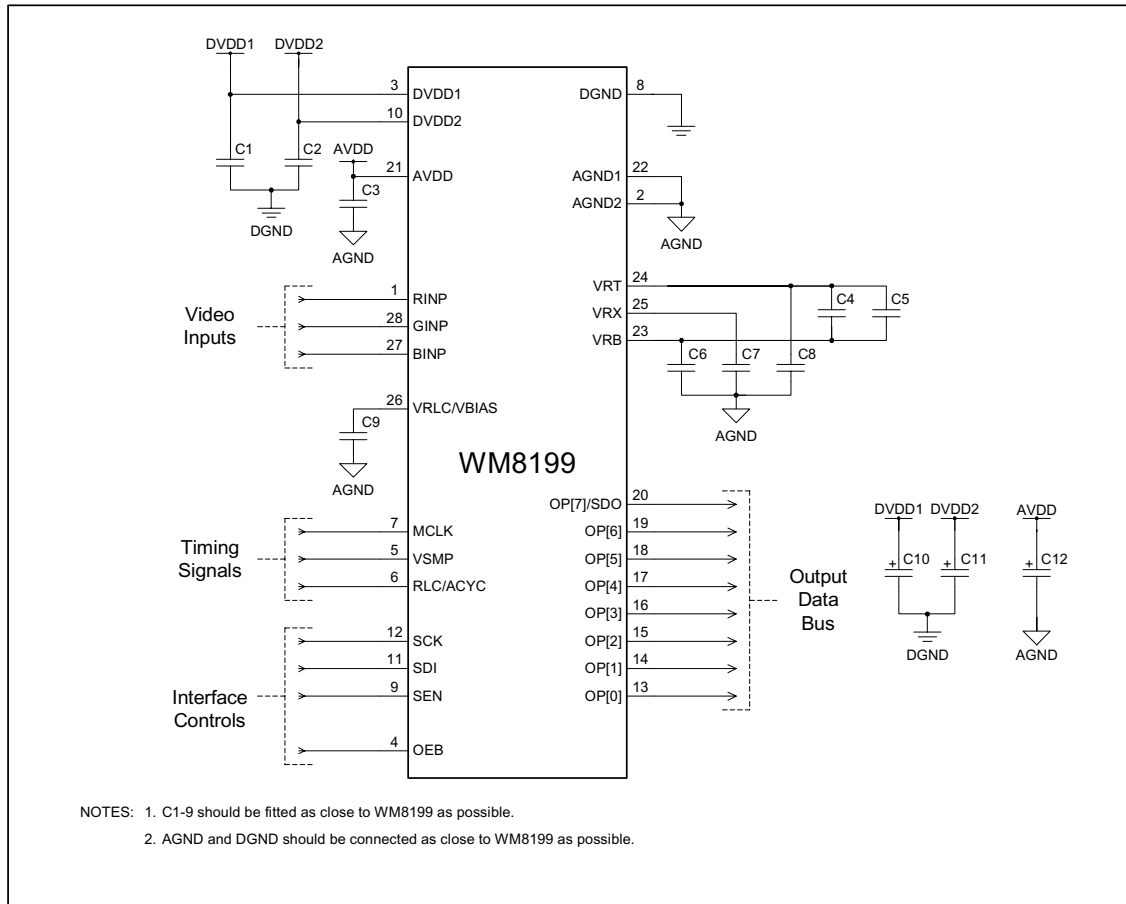 DVDD1 DVDD2
3 DVDD1
10 DVDD2
C1 C2
DGND
AVDD
21 AVDD
C3
AGND
DGND 8
AGND1 22
AGND2 2
AGND
Video
Inputs
1 RINP
28 GINP
27 BINP
VRT 24
VRX 25
VRB 23
C4 C5
C6 C7 C8
AGND
26 VRLC/VBIAS
C9
AGND
WM8199
Timing
Signals
7 MCLK
5 VSMP
6 RLC/ACYC
Interface
Controls
12 SCK
11 SDI
9 SEN
4 OEB
OP[7]/SDO 20
OP[6] 19
OP[5] 18
OP[4] 17
OP[3] 16
OP[2] 15
OP[1] 14
OP[0] 13
Output
Data
Bus
DVDD1 DVDD2 AVDD
+ C10 + C11 + C12
DGND AGND
NOTES: 1. C1-9 should be fitted as close to WM8199 as possible.
2. AGND and DGND should be connected as close to WM8199 as possible.